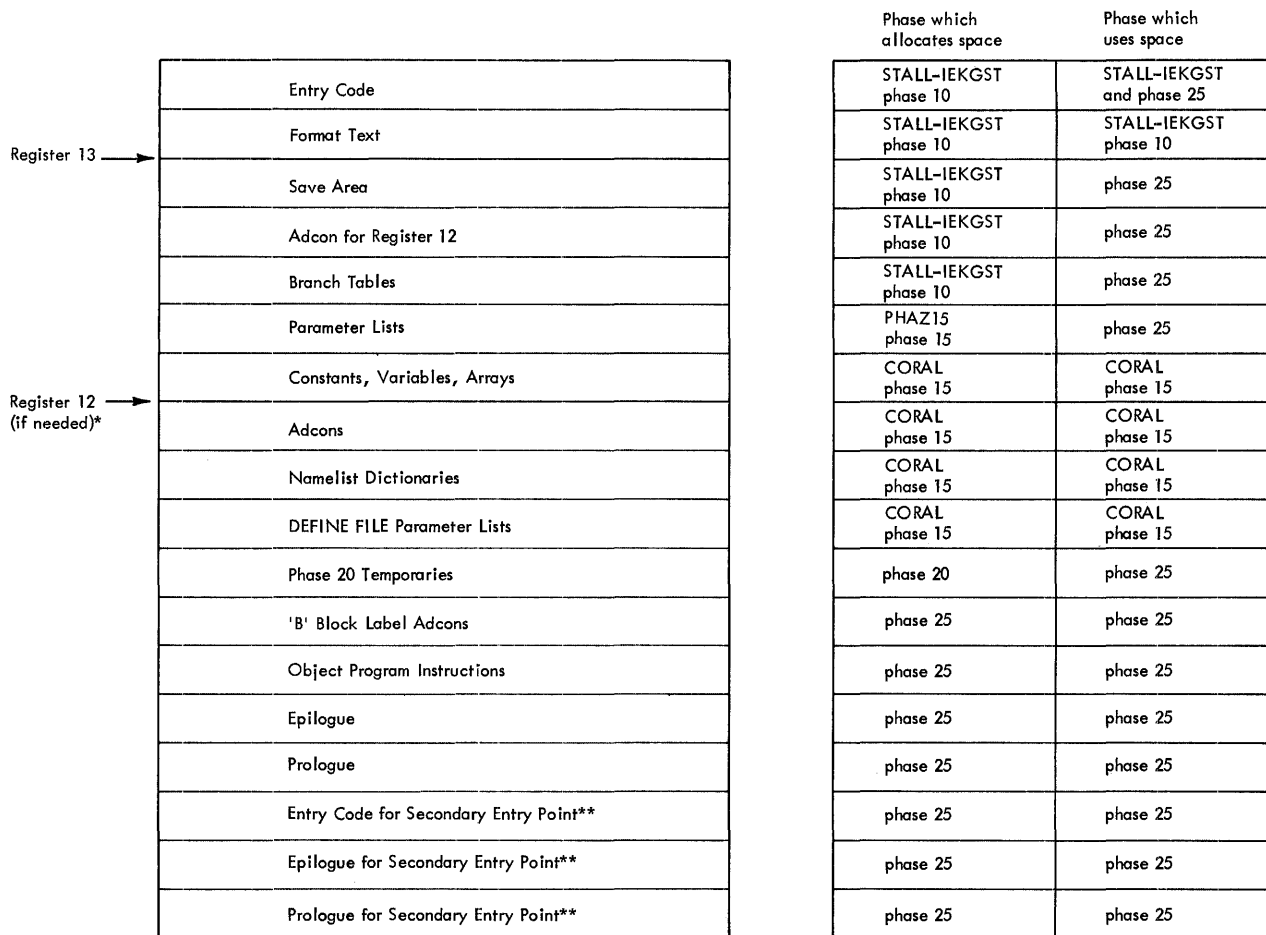 Phase which allocates space
Phase which uses space
Entry Code
STALL-IEKGST phase 10
STALL-IEKGST and phase 25
Format Text
STALL-IEKGST phase 10
STALL-IEKGST phase 10
Register 13
Save Area
STALL-IEKGST phase 10
phase 25
Adcon for Register 12
STALL-IEKGST phase 10
phase 25
Branch Tables
STALL-IEKGST phase 10
phase 25
Parameter Lists
PHAZ15 phase 15
phase 25
Constants, Variables, Arrays
CORAL phase 15
CORAL phase 15
Register 12 (if needed)*
Adcons
CORAL phase 15
CORAL phase 15
Namelist Dictionaries
CORAL phase 15
CORAL phase 15
DEFINE FILE Parameter Lists
CORAL phase 15
CORAL phase 15
Phase 20 Temporaries
phase 20
phase 25
'B' Block Label Adcons
phase 25
phase 25
Object Program Instructions
phase 25
phase 25
Epilogue
phase 25
phase 25
Prologue
phase 25
phase 25
Entry Code for Secondary Entry Point**
phase 25
phase 25
Epilogue for Secondary Entry Point**
phase 25
phase 25
Prologue for Secondary Entry Point**
phase 25
phase 25